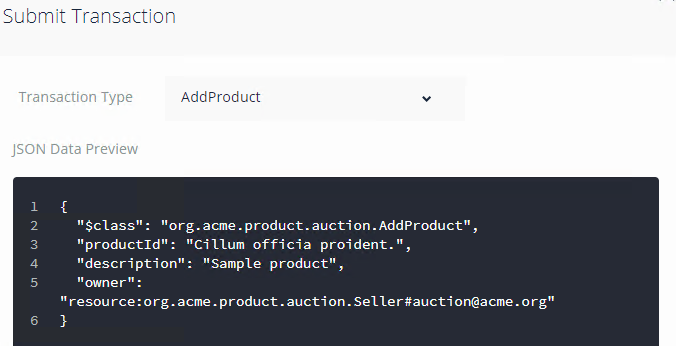 Submit Transaction
Transaction Type AddProduct
JSON Data Preview
1 {
2 "$class": "org.acme.product.auction.AddProduct",
3 "productId": "Cillum officia proident.",
4 "description": "Sample product",
5 "owner":
"resource:org.acme.product.auction.Seller#auction@acme.org"
6 }